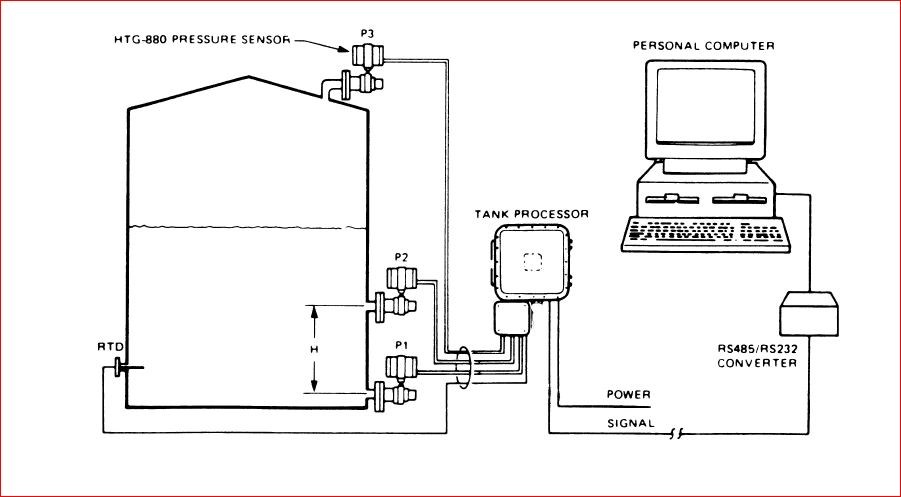 HTG-880 PRESSURE SENSOR
P3
PERSONAL COMPUTER
TANK PROCESSOR
P2
RTD
H
P1
RS485/RS232
CONVERTER
POWER
SIGNAL